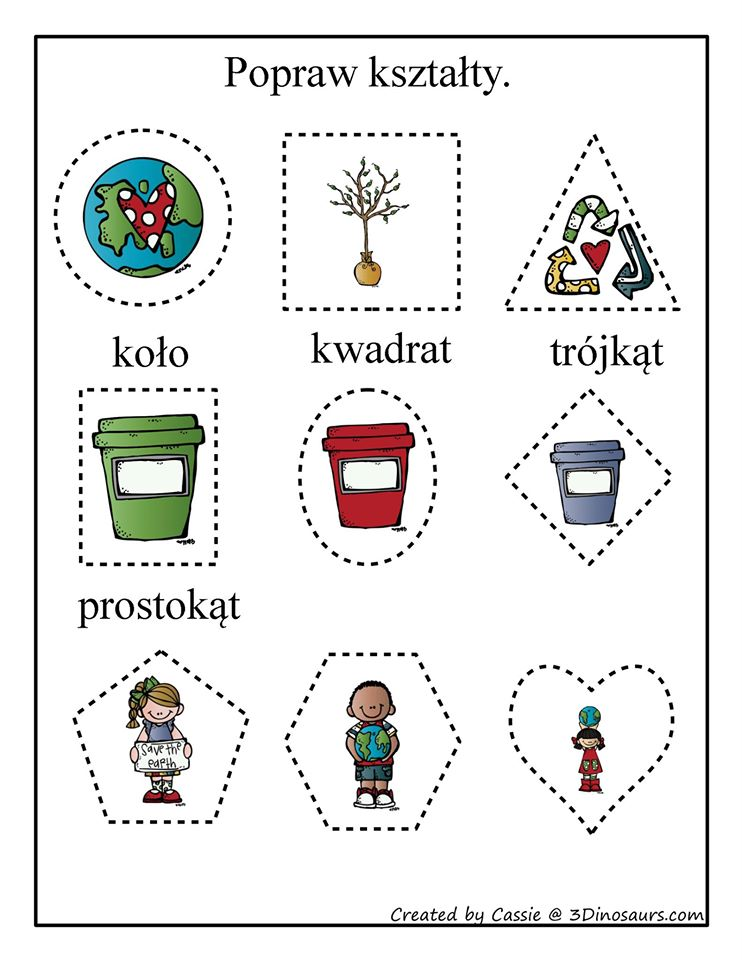 Popraw kształty.
koło
kwadrat
trójkąt
prostokąt
Save the
earth...
Created by Cassie @ 3Dinosaurs.com